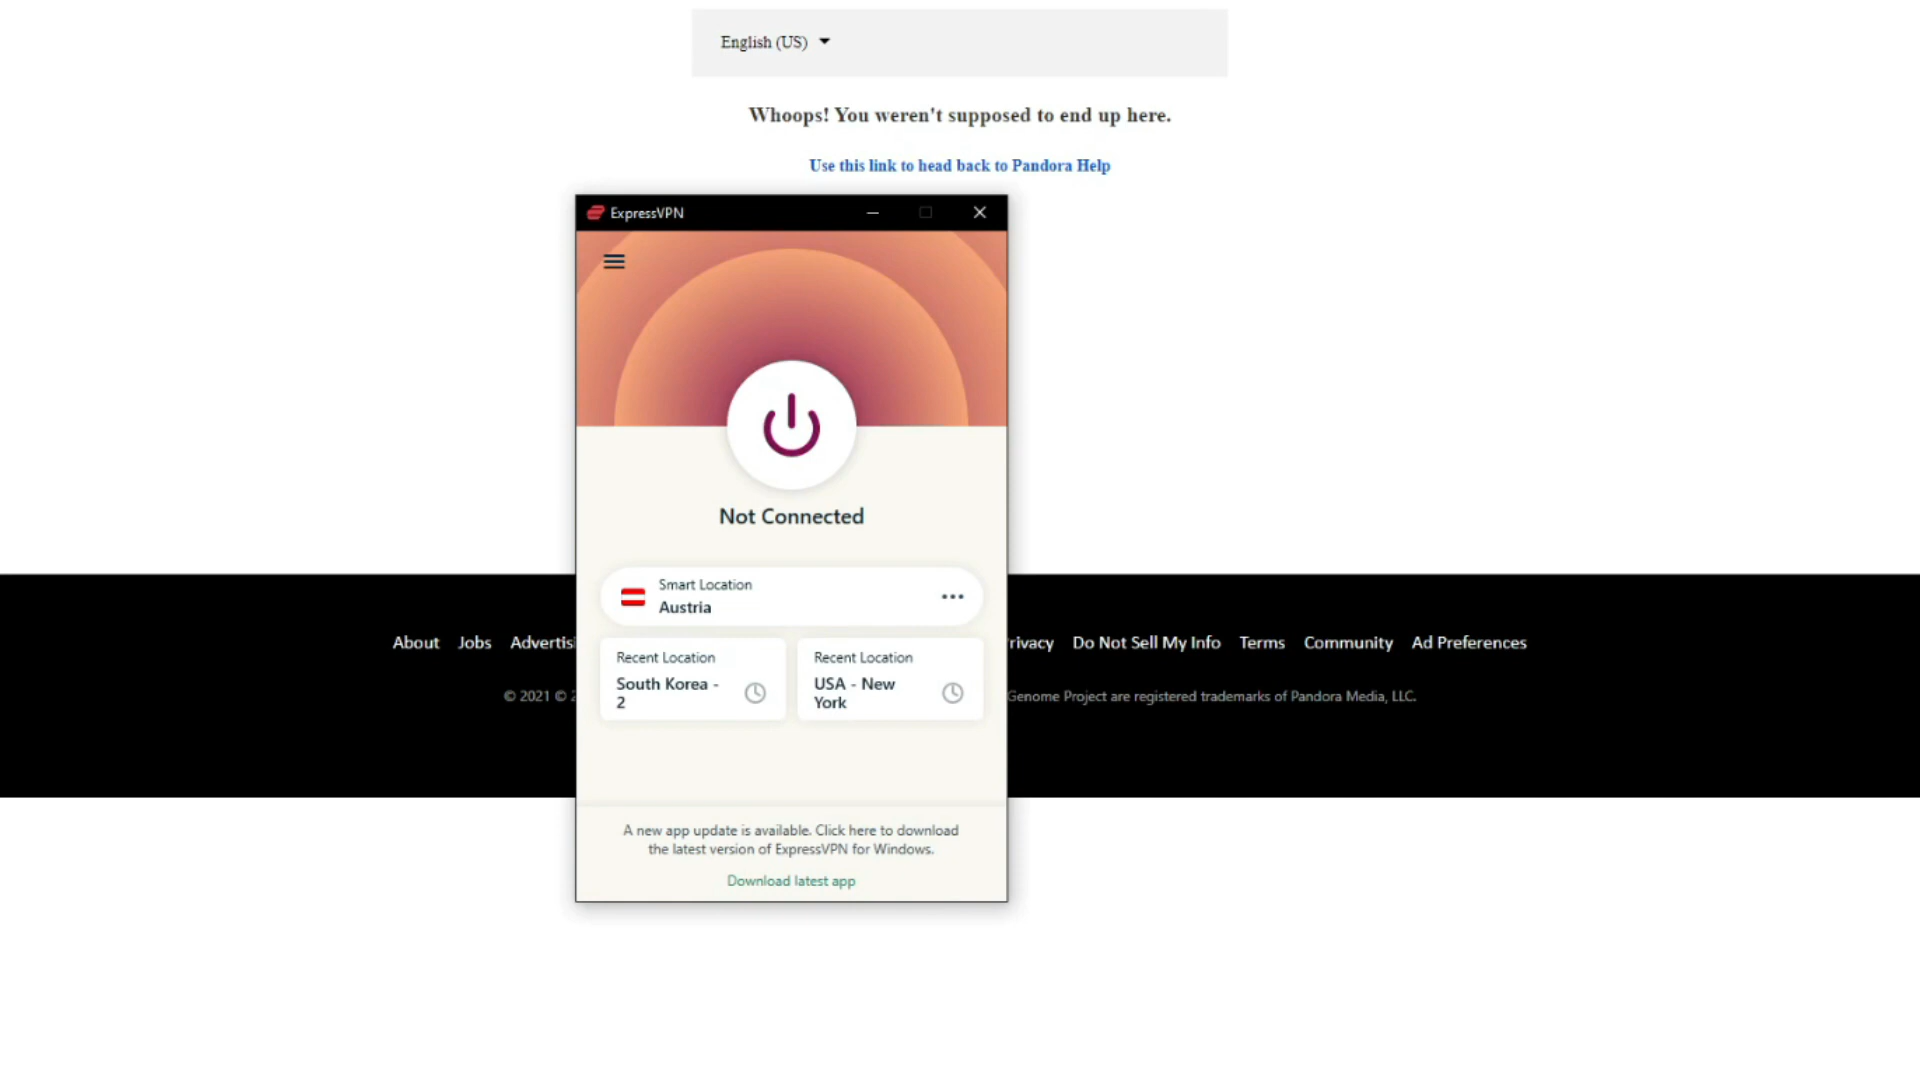 English (US)
Whoops! You weren't supposed to end up here.
Use this link to head back to Pandora Help
ExpressVPN
Not Connected
Smart Location
Austria
Recent Location
South Korea -
2
Recent Location
USA - New
York
About Jobs Advertisi
rivacy Do Not Sell My Info Terms Community Ad Preferences
© 2021 © 2
Genome Project are registered trademarks of Pandora Media, LLC.
A new app update is available. Click here to download
the latest version of ExpressVPN for Windows.
Download latest app